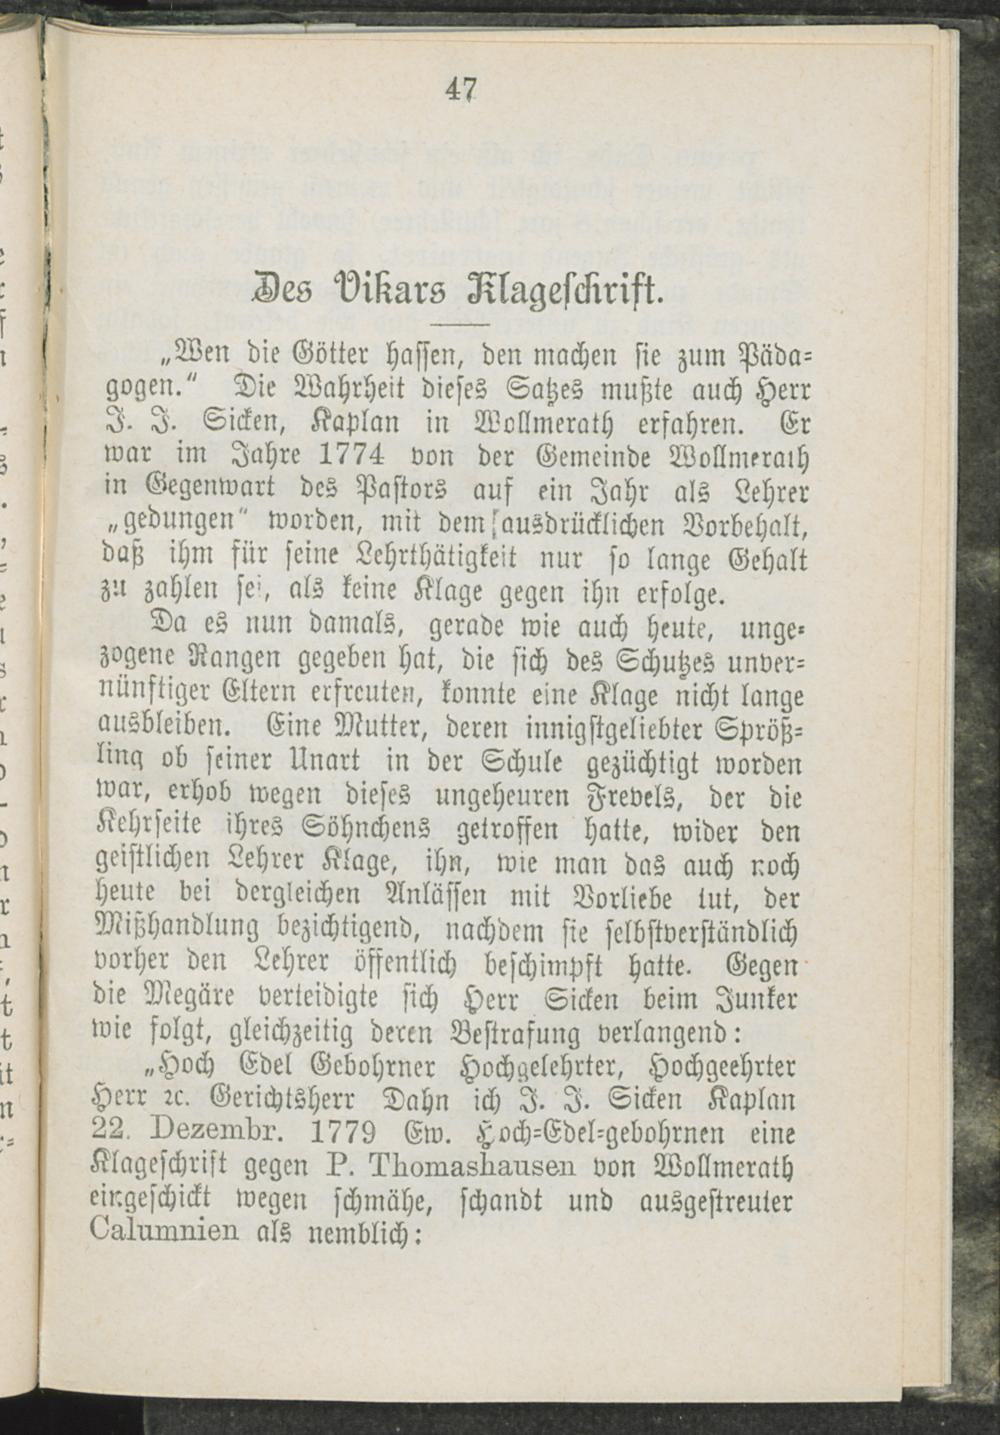 47
Des Vikars Klageschrift.
„Wen die Götter hassen, den machen sie zum Päda-
gogen.“ Die Wahrheit dieses Satzes mußte auch Herr
J. J. Sicken, Kaplan in Wollmerath erfahren. Er
war im Jahre 1774 von der Gemeinde Wollmerath
in Gegenwart des Pastors auf ein Jahr als Lehrer
„gedungen“ worden, mit dem ausdrücklichen Vorbehalt,
daß ihm für seine Lehrthätigkeit nur so lange Gehalt
zu zahlen sei, als keine Klage gegen ihn erfolge.
Da es nun damals, gerade wie auch heute, unge-
zogene Rangen gegeben hat, die sich des Schutzes unver-
nünftiger Eltern erfreuten, konnte eine Klage nicht lange
ausbleiben. Eine Mutter, deren innigstgeliebter Spröß-
ling ob seiner Unart in der Schule gezüchtigt worden
war, erhob wegen dieses ungeheuren Frevels, der die
Kehrseite ihres Söhnchens getroffen hatte, wider den
geistlichen Lehrer Klage, ihn, wie man das auch noch
heute bei dergleichen Anlässen mit Vorliebe tut, der
Mißhandlung bezichtigend, nachdem sie selbstverständlich
vorher den Lehrer öffentlich beschimpft hatte. Gegen
die Megäre verteidigte sich Herr Sicken beim Junker
wie folgt, gleichzeitig deren Bestrafung verlangend:
„Hoch Edel Gebohrner Hochgelehrter, Hochgeehrter
Herr ꝛc. Gerichtsherr Dahn ich J. J. Sicken Kaplan
22. Dezembr. 1779 Ew. Hoch-Edel-gebohrnen eine
Klageschrift gegen P. Thomashausen von Wollmerath
eingeschickt wegen schmähe, schandt und ausgestreuter
Calumnien als nemblich: